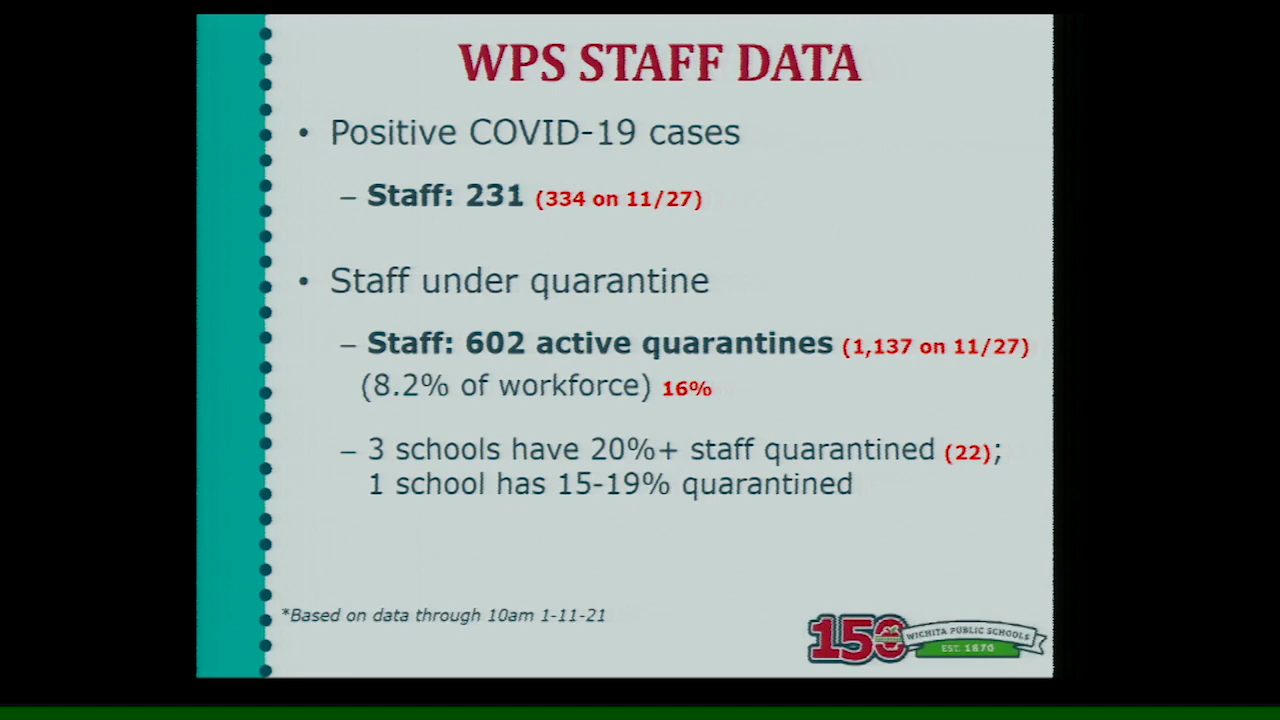 WPS STAFF DATA
• Positive COVID-19 cases
– Staff: 231 (334 on 11/27)
• Staff under quarantine
– Staff: 602 active quarantines (1,137 on 11/27)
(8.2% of workforce) 16%
– 3 schools have 20%+ staff quarantined (22);
1 school has 15-19% quarantined
*Based on data through 10am 1-11-21
150
WICHITA PUBLIC SCHOOLS
EST. 1870